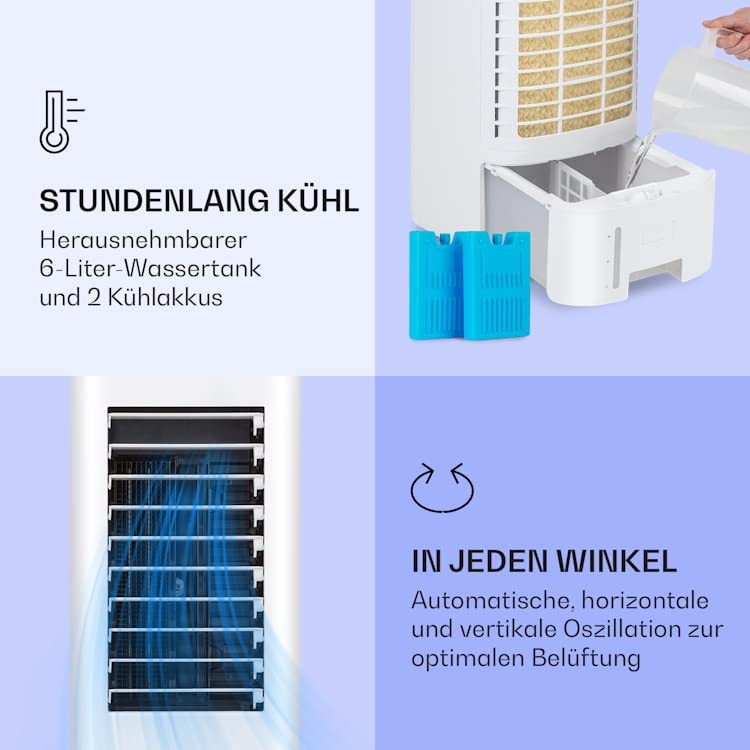 STUNDENLANG KÜHL
Herausnehmbarer
6-Liter-Wassertank
und 2 Kühlakkus
IN JEDEN WINKEL
Automatische, horizontale
und vertikale Oszillation zur
optimalen Belüftung